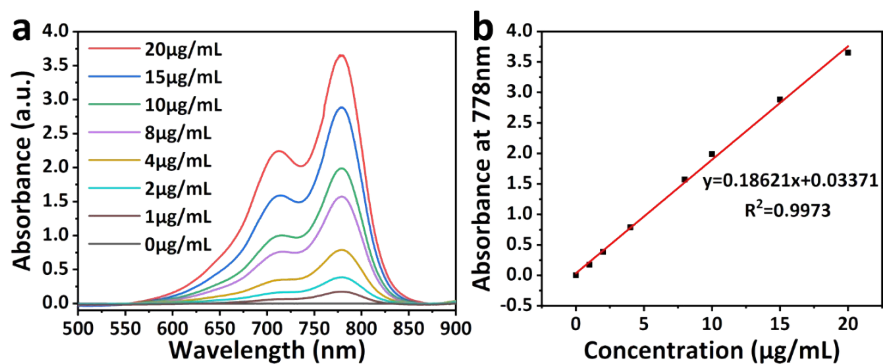 a
4.0
3.5
3.0
2.5
2.0
1.5
1.0
0.5
0.0
Absorbance (a.u.)
20μg/mL
15μg/mL
10μg/mL
8μg/mL
4μg/mL
2μg/mL
1μg/mL
0μg/mL
500 550 600 650 700 750 800 850 900
Wavelength (nm)
b
4.0
3.5
3.0
2.5
2.0
1.5
1.0
0.5
0.0
-0.5
Absorbance at 778nm
y=0.18621x+0.03371
R²=0.9973
0 5 10 15 20
Concentration (μg/mL)